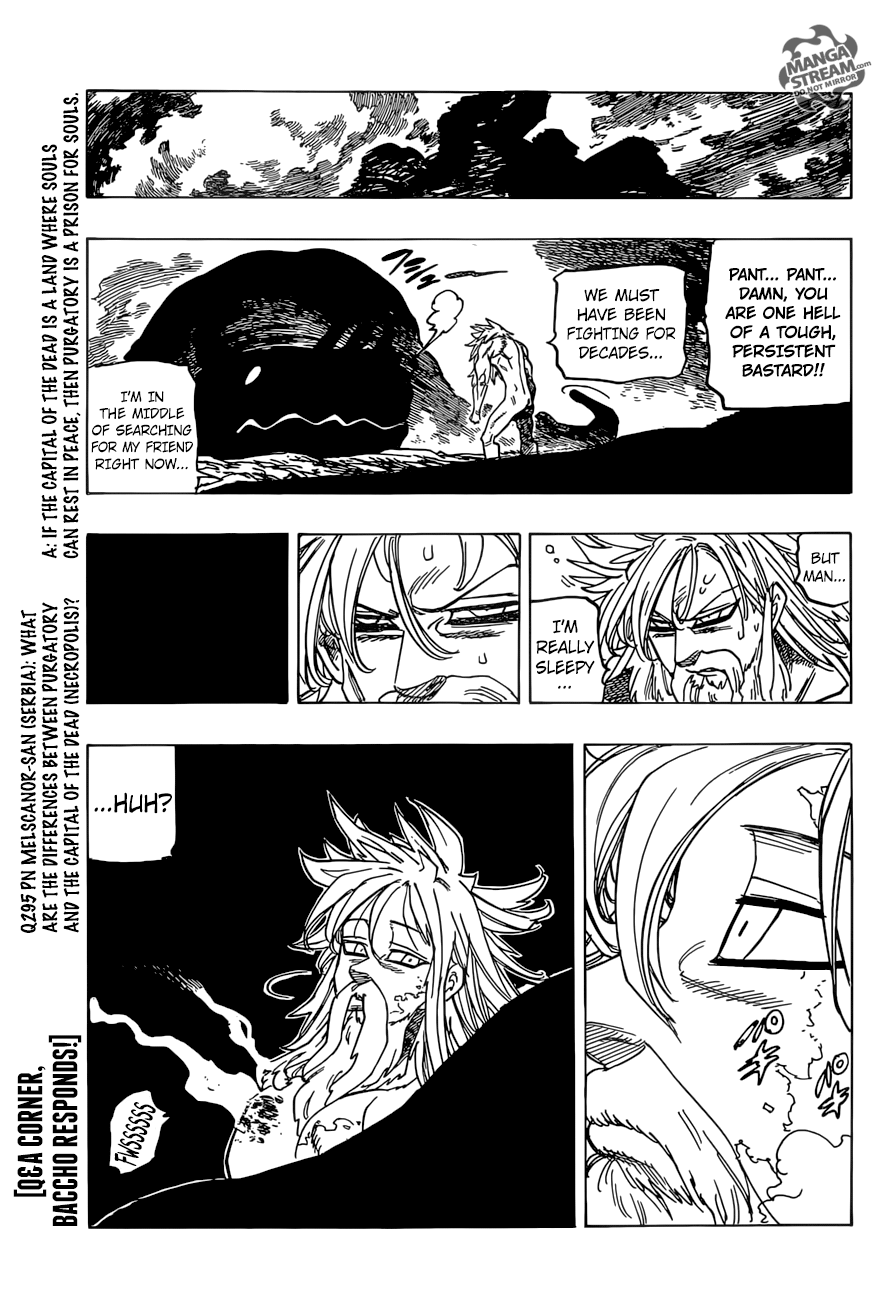 MANGA
STREAM.com
DO NOT MIRROR
PANT... PANT...
DAMN, YOU
ARE ONE HELL
OF A TOUGH,
PERSISTENT
BASTARD!!
WE MUST
HAVE BEEN
FIGHTING FOR
DECADES...
I'M IN
THE MIDDLE
OF SEARCHING
FOR MY FRIEND
RIGHT NOW...
BUT
MAN...
I'M
REALLY
SLEEPY
...
...HUH?
FWSSSSSS
[Q&A CORNER,
BACCHO RESPONDS!]
Q295 PN MELSCANOR-SAN (SERBIA): WHAT
ARE THE DIFFERENCES BETWEEN PURGATORY
AND THE CAPITAL OF THE DEAD (NECROPOLIS)?
A: IF THE CAPITAL OF THE DEAD IS A LAND WHERE SOULS
CAN REST IN PEACE, THEN PURGATORY IS A PRISON FOR SOULS.